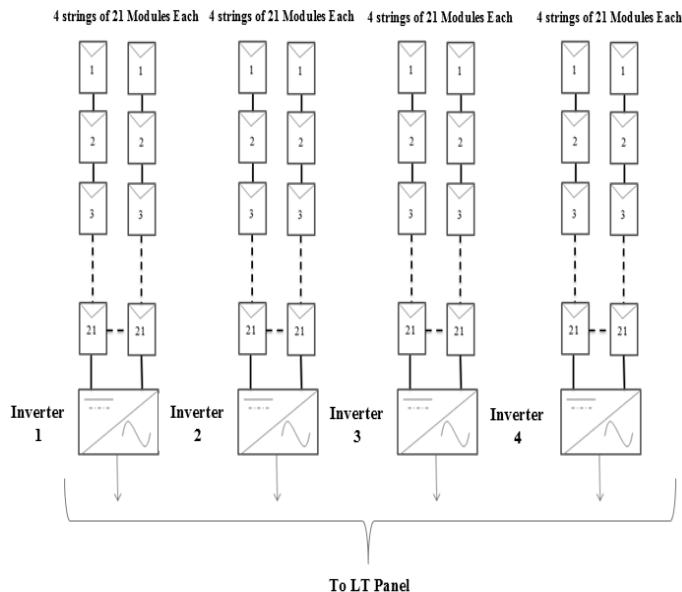 4 strings of 21 Modules Each 4 strings of 21 Modules Each 4 strings of 21 Modules Each 4 strings of 21 Modules Each
1 1 1 1 1 1 1 1
2 2 2 2 2 2 2 2
3 3 3 3 3 3 3 3
21 21 21 21 21 21 21 21
Inverter Inverter Inverter Inverter
1 2 3 4
To LT Panel